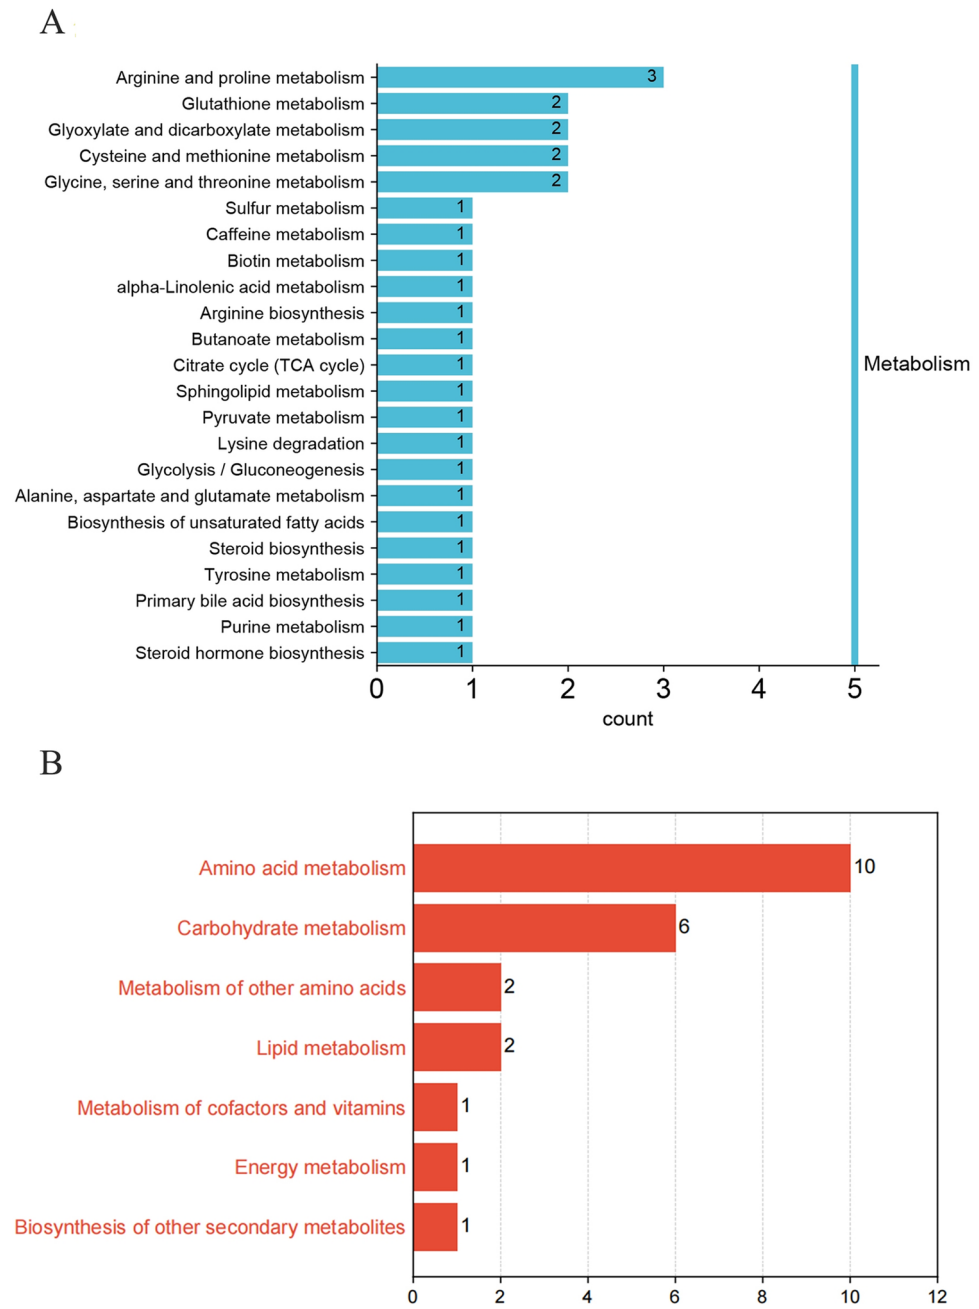 A
Arginine and proline metabolism 3
Glutathione metabolism 2
Glyoxylate and dicarboxylate metabolism 2
Cysteine and methionine metabolism 2
Glycine, serine and threonine metabolism 2
Sulfur metabolism 1
Caffeine metabolism 1
Biotin metabolism 1
alpha-Linolenic acid metabolism 1
Arginine biosynthesis 1
Butanoate metabolism 1
Citrate cycle (TCA cycle) 1
Metabolism
Sphingolipid metabolism 1
Pyruvate metabolism 1
Lysine degradation 1
Glycolysis / Gluconeogenesis 1
Alanine, aspartate and glutamate metabolism 1
Biosynthesis of unsaturated fatty acids 1
Steroid biosynthesis 1
Tyrosine metabolism 1
Primary bile acid biosynthesis 1
Purine metabolism 1
Steroid hormone biosynthesis 1
0 1 2 3 4 5
count
B
Amino acid metabolism 10
Carbohydrate metabolism 6
Metabolism of other amino acids 2
Lipid metabolism 2
Metabolism of cofactors and vitamins 1
Energy metabolism 1
Biosynthesis of other secondary metabolites 1
0 2 4 6 8 10 12